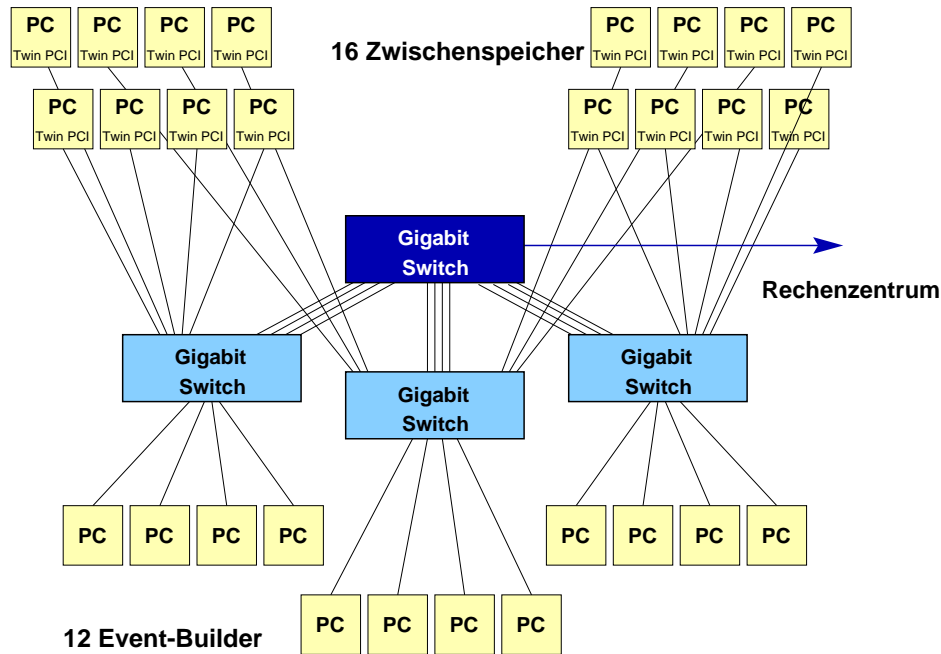 PC PC PC PC
Twin PCI Twin PCI Twin PCI Twin PCI
16 Zwischenspeicher
PC PC PC PC
Twin PCI Twin PCI Twin PCI Twin PCI
PC PC PC PC
Twin PCI Twin PCI Twin PCI Twin PCI
PC PC PC PC
Twin PCI Twin PCI Twin PCI Twin PCI
Gigabit
Switch
Rechenzentrum
Gigabit
Switch
Gigabit
Switch
Gigabit
Switch
PC PC PC PC
PC PC PC PC
PC PC PC PC
12 Event-Builder